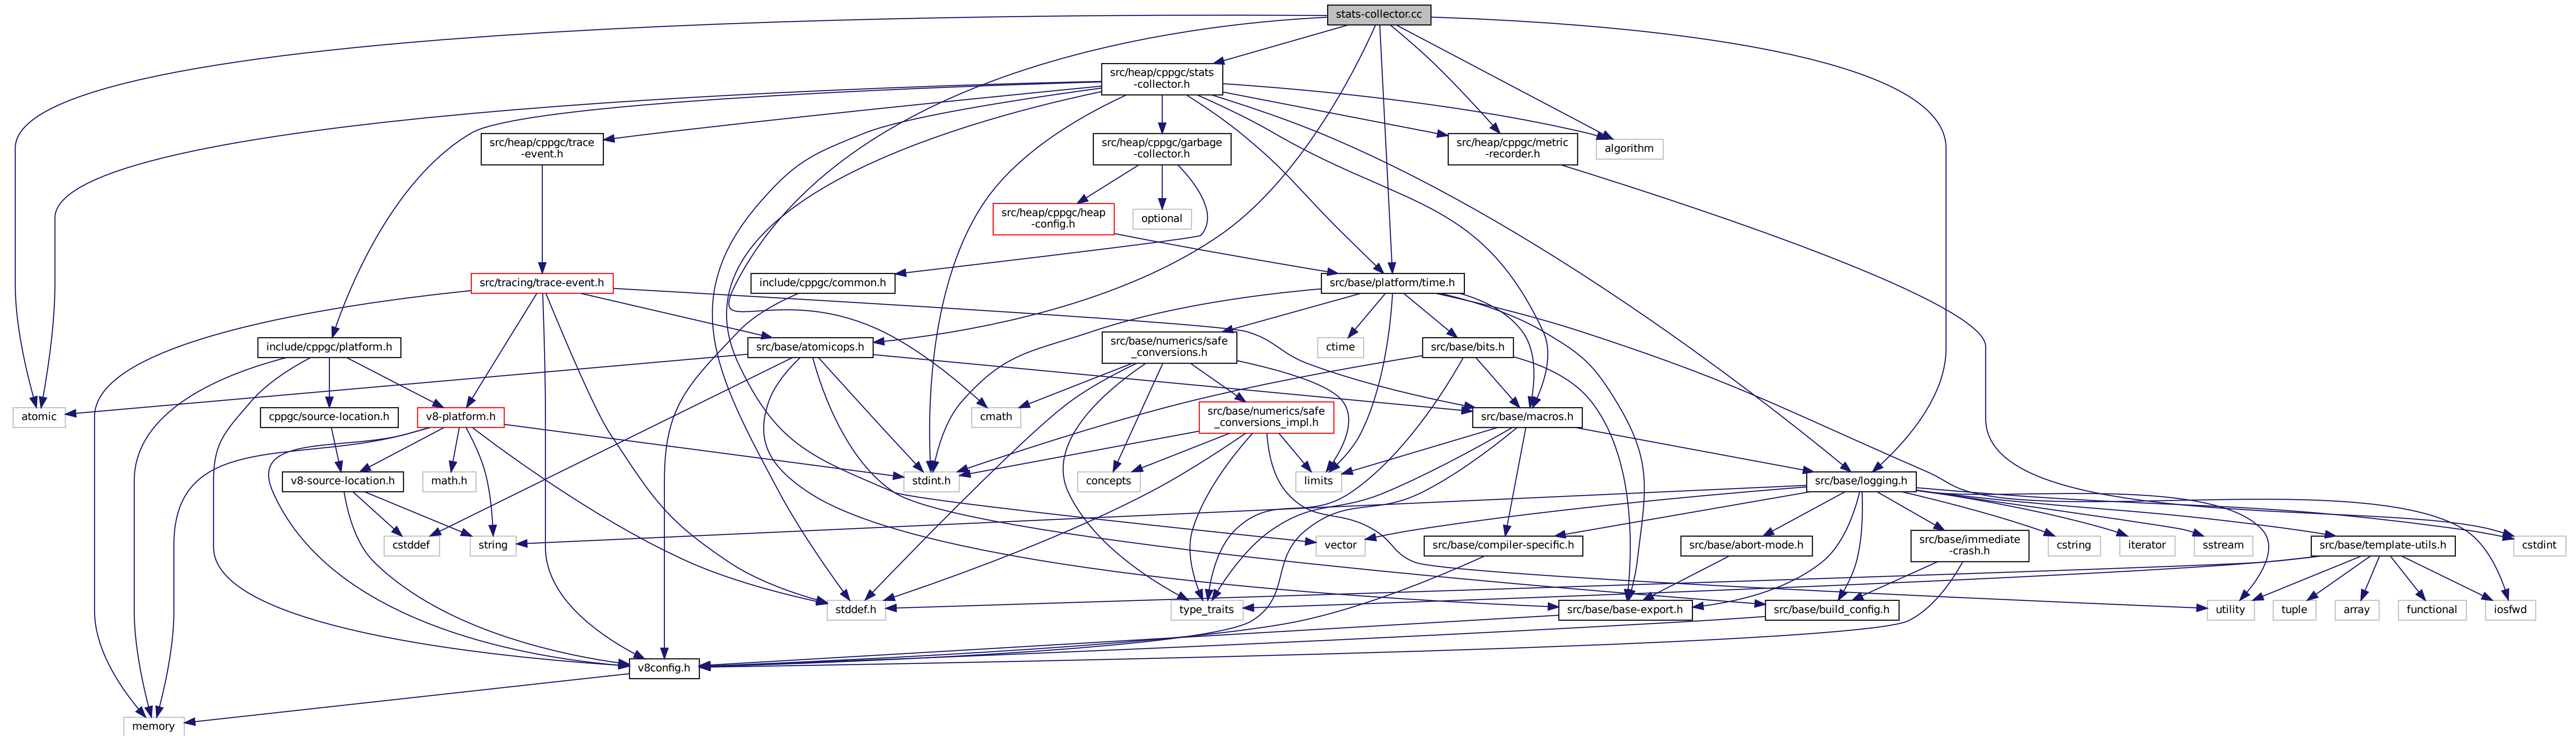 stats-collector.cc
src/heap/cppgc/stats
-collector.h
src/heap/cppgc/trace
-event.h
src/heap/cppgc/garbage
-collector.h
src/heap/cppgc/metric
-recorder.h
algorithm
src/heap/cppgc/heap
-config.h
optional
src/tracing/trace-event.h
include/cppgc/common.h
src/base/platform/time.h
include/cppgc/platform.h
src/base/atomicops.h
src/base/numerics/safe
_conversions.h
ctime
src/base/bits.h
atomic
cppgc/source-location.h
v8-platform.h
cmath
src/base/numerics/safe
_conversions_impl.h
src/base/macros.h
v8-source-location.h
math.h
stdint.h
concepts
limits
src/base/logging.h
cstddef
string
vector
src/base/compiler-specific.h
src/base/abort-mode.h
src/base/immediate
-crash.h
cstring
iterator
sstream
src/base/template-utils.h
cstdint
stddef.h
type_traits
src/base/base-export.h
src/base/build_config.h
utility
tuple
array
functional
iosfwd
v8config.h
memory